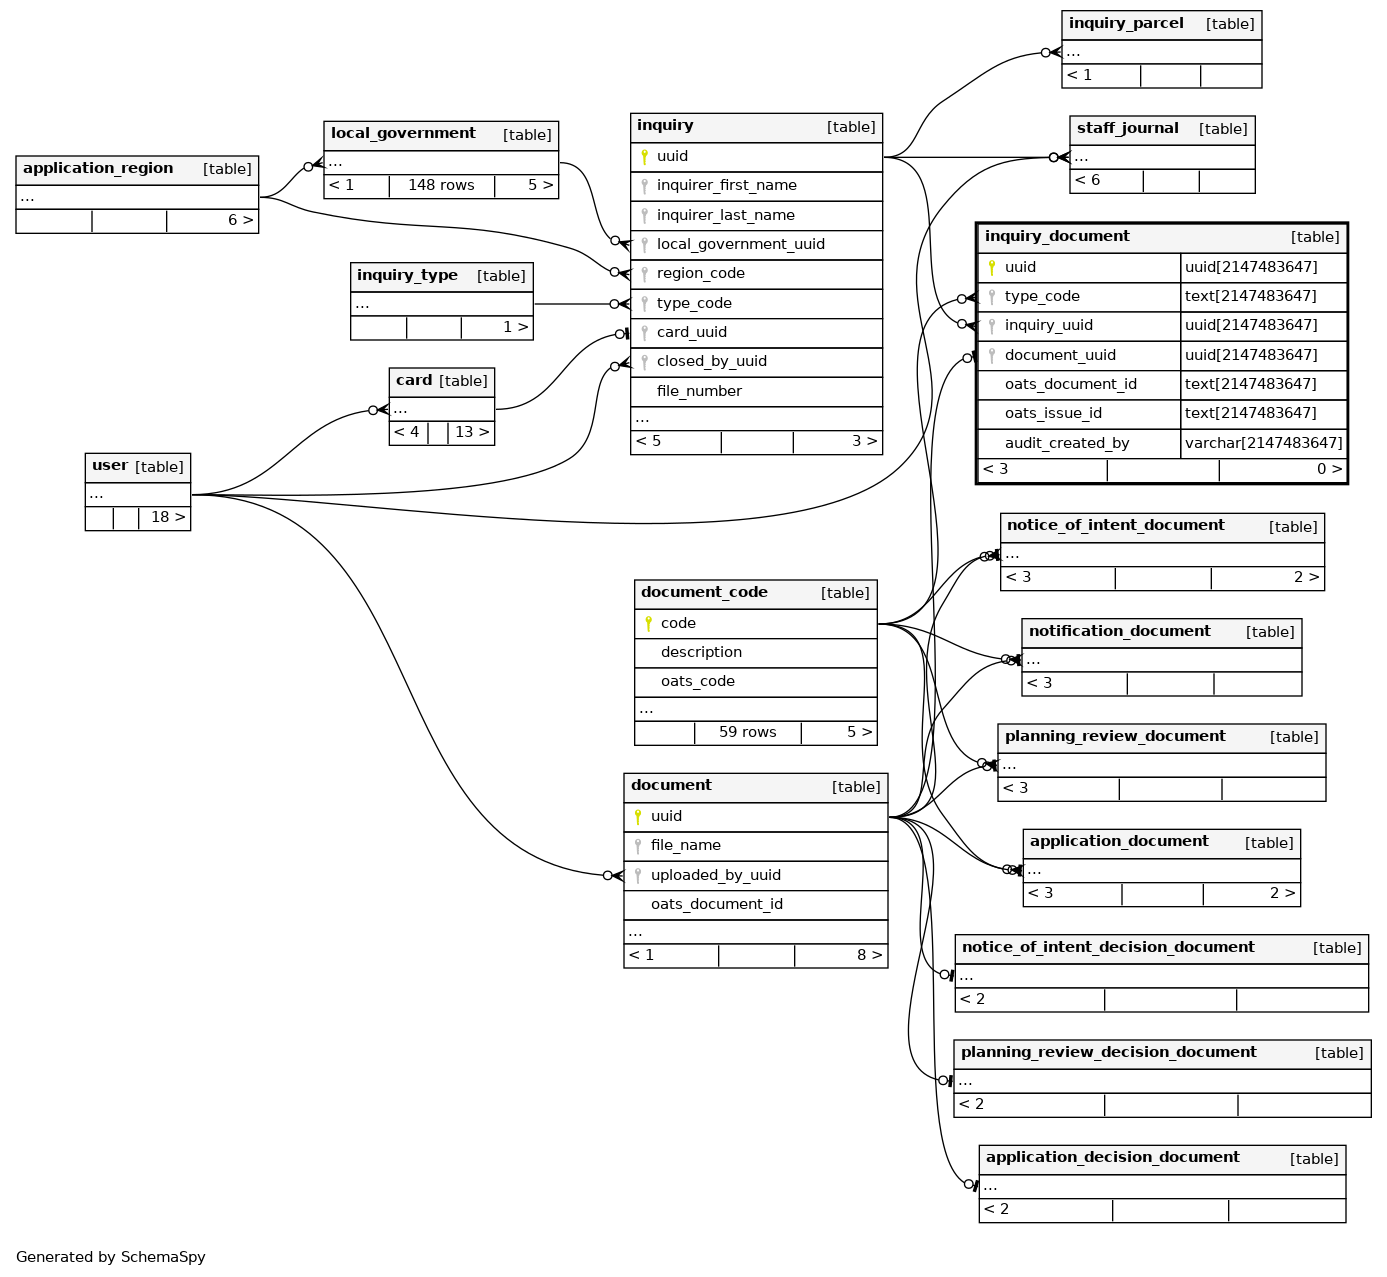 inquiry_parcel [table]
...
< 1
staff_journal [table]
...
< 6
local_government [table]
...
< 1 148 rows 5 >
application_region [table]
...
6 >
inquiry_type [table]
...
1 >
card [table]
...
< 4 13 >
user [table]
...
18 >
inquiry [table]
uuid
inquirer_first_name
inquirer_last_name
local_government_uuid
region_code
type_code
card_uuid
closed_by_uuid
file_number
...
< 5 3 >
inquiry_document [table]
uuid uuid[2147483647]
type_code text[2147483647]
inquiry_uuid uuid[2147483647]
document_uuid uuid[2147483647]
oats_document_id text[2147483647]
oats_issue_id text[2147483647]
audit_created_by varchar[2147483647]
< 3 0 >
document_code [table]
code
description
oats_code
...
59 rows 5 >
document [table]
uuid
file_name
uploaded_by_uuid
oats_document_id
...
< 1 8 >
notice_of_intent_document [table]
...
< 3 2 >
notification_document [table]
...
< 3
planning_review_document [table]
...
< 3
application_document [table]
...
< 3 2 >
notice_of_intent_decision_document [table]
...
< 2
planning_review_decision_document [table]
...
< 2
application_decision_document [table]
...
< 2
Generated by SchemaSpy